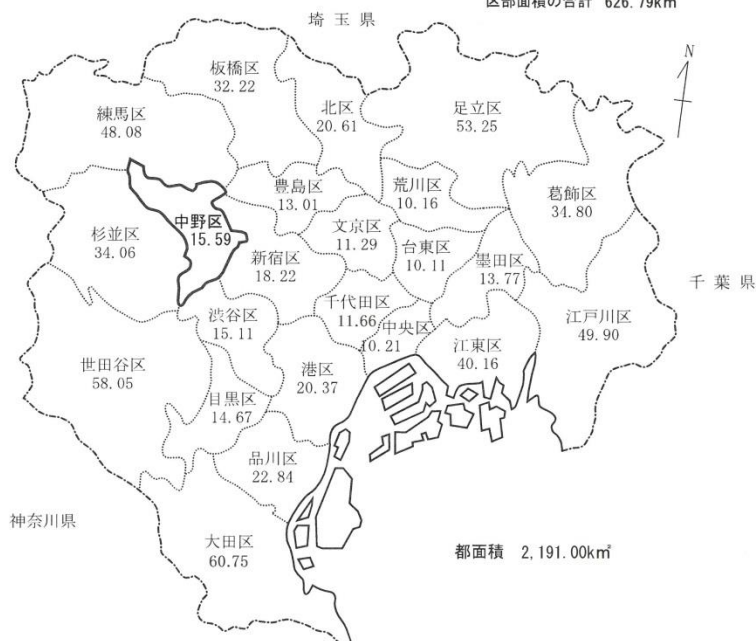 区部面積の合計 626.79km
埼玉県
N
板橋区
32.22
北区
20.61
足立区
53.25
練馬区
48.08
豊島区
13.01
荒川区
10.16
葛飾区
34.80
中野区
15.59
文京区
11.29
杉並区
34.06
新宿区
18.22
台東区
10.11
墨田区
13.77
千葉県
千代田区
11.66
渋谷区
15.11
中央区
10.21
江戸川区
49.90
江東区
40.16
世田谷区
58.05
港区
20.37
目黒区
14.67
品川区
22.84
神奈川県
大田区
60.75
都面積 2,191.00k㎡